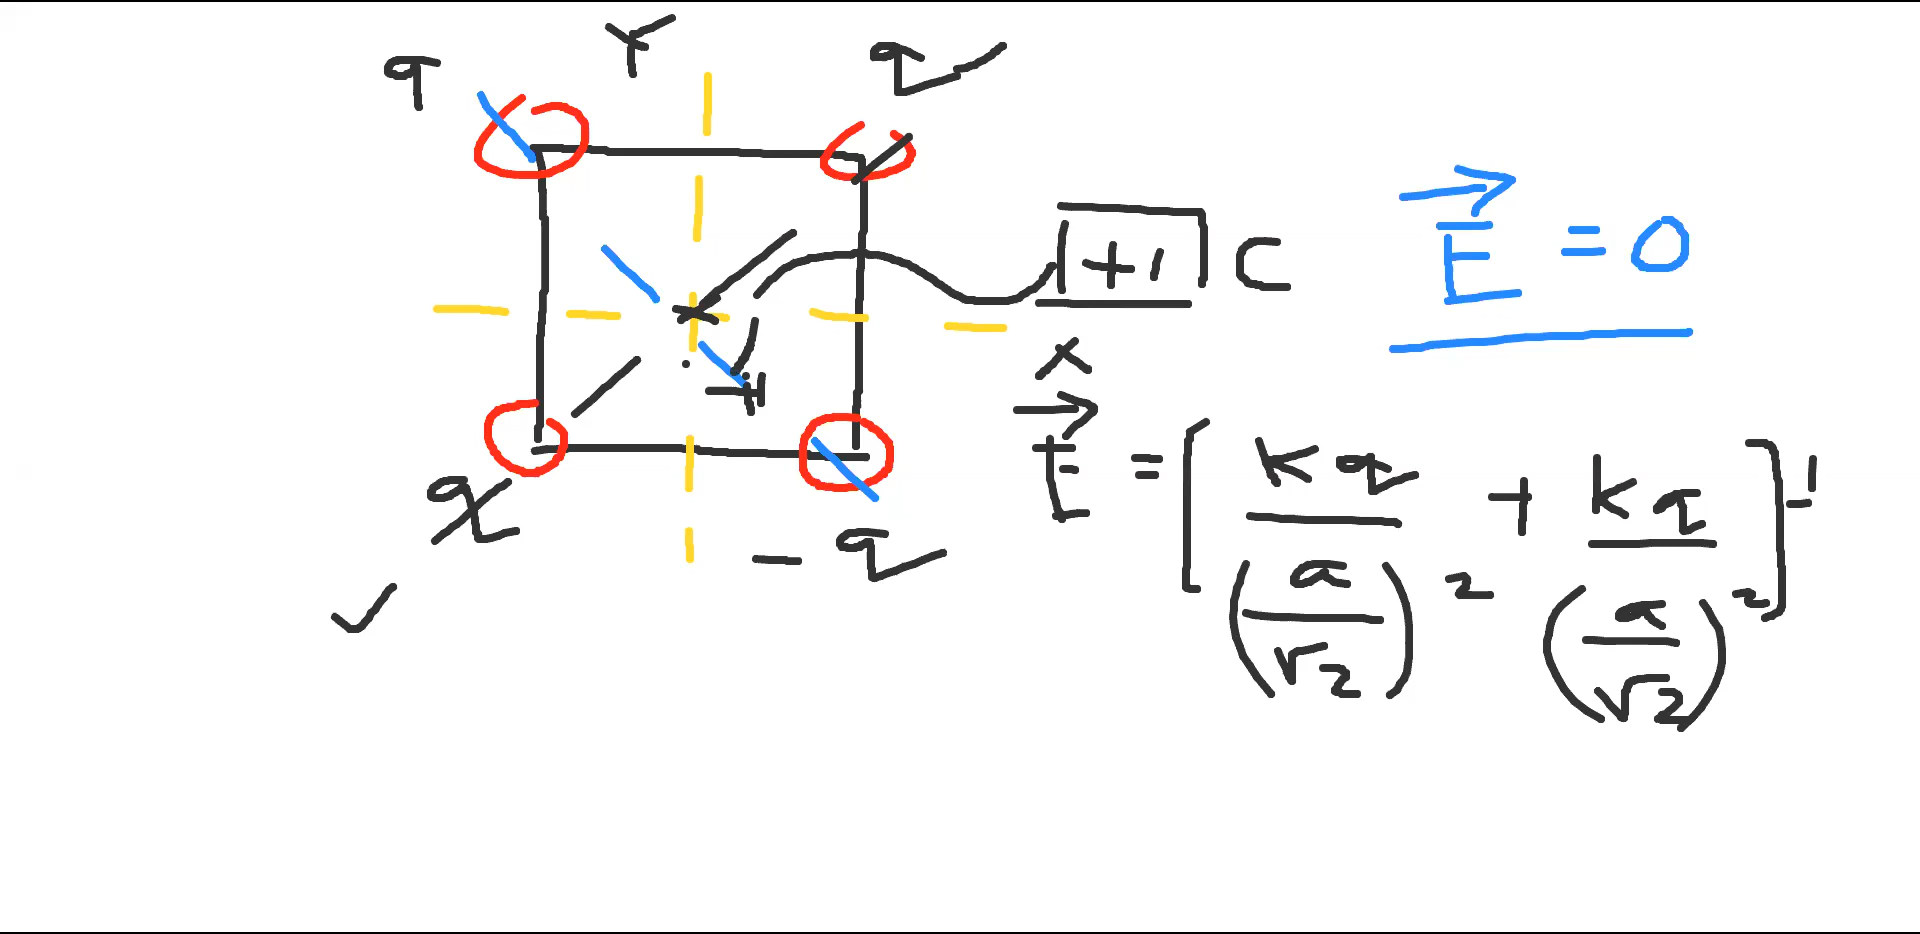 Y
q
q
+1 C
E = 0
X
-j
E = [ kq / (a/√2)² + kq / (a/√2)² ]
q
- q